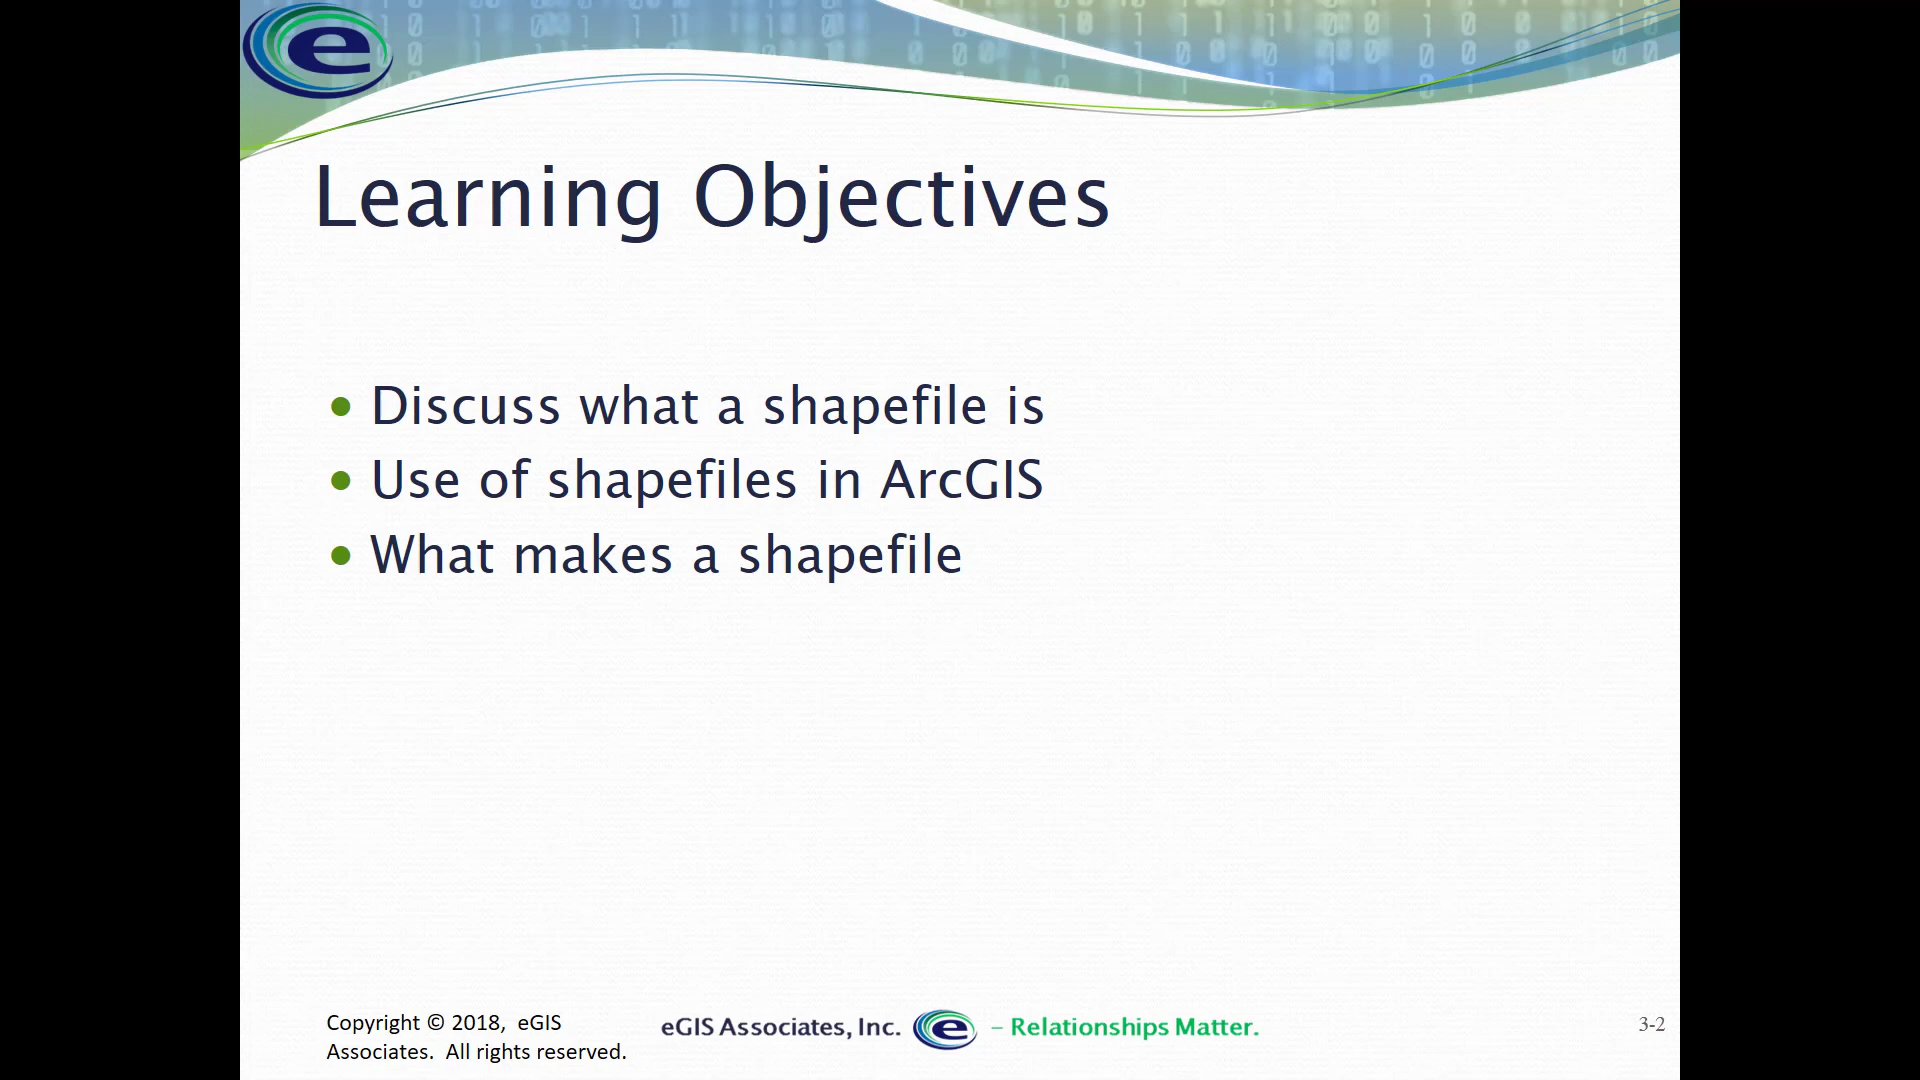 Learning Objectives
• Discuss what a shapefile is
• Use of shapefiles in ArcGIS
• What makes a shapefile
Copyright © 2018, eGIS
Associates. All rights reserved.
eGIS Associates, Inc. e – Relationships Matter.
3-2